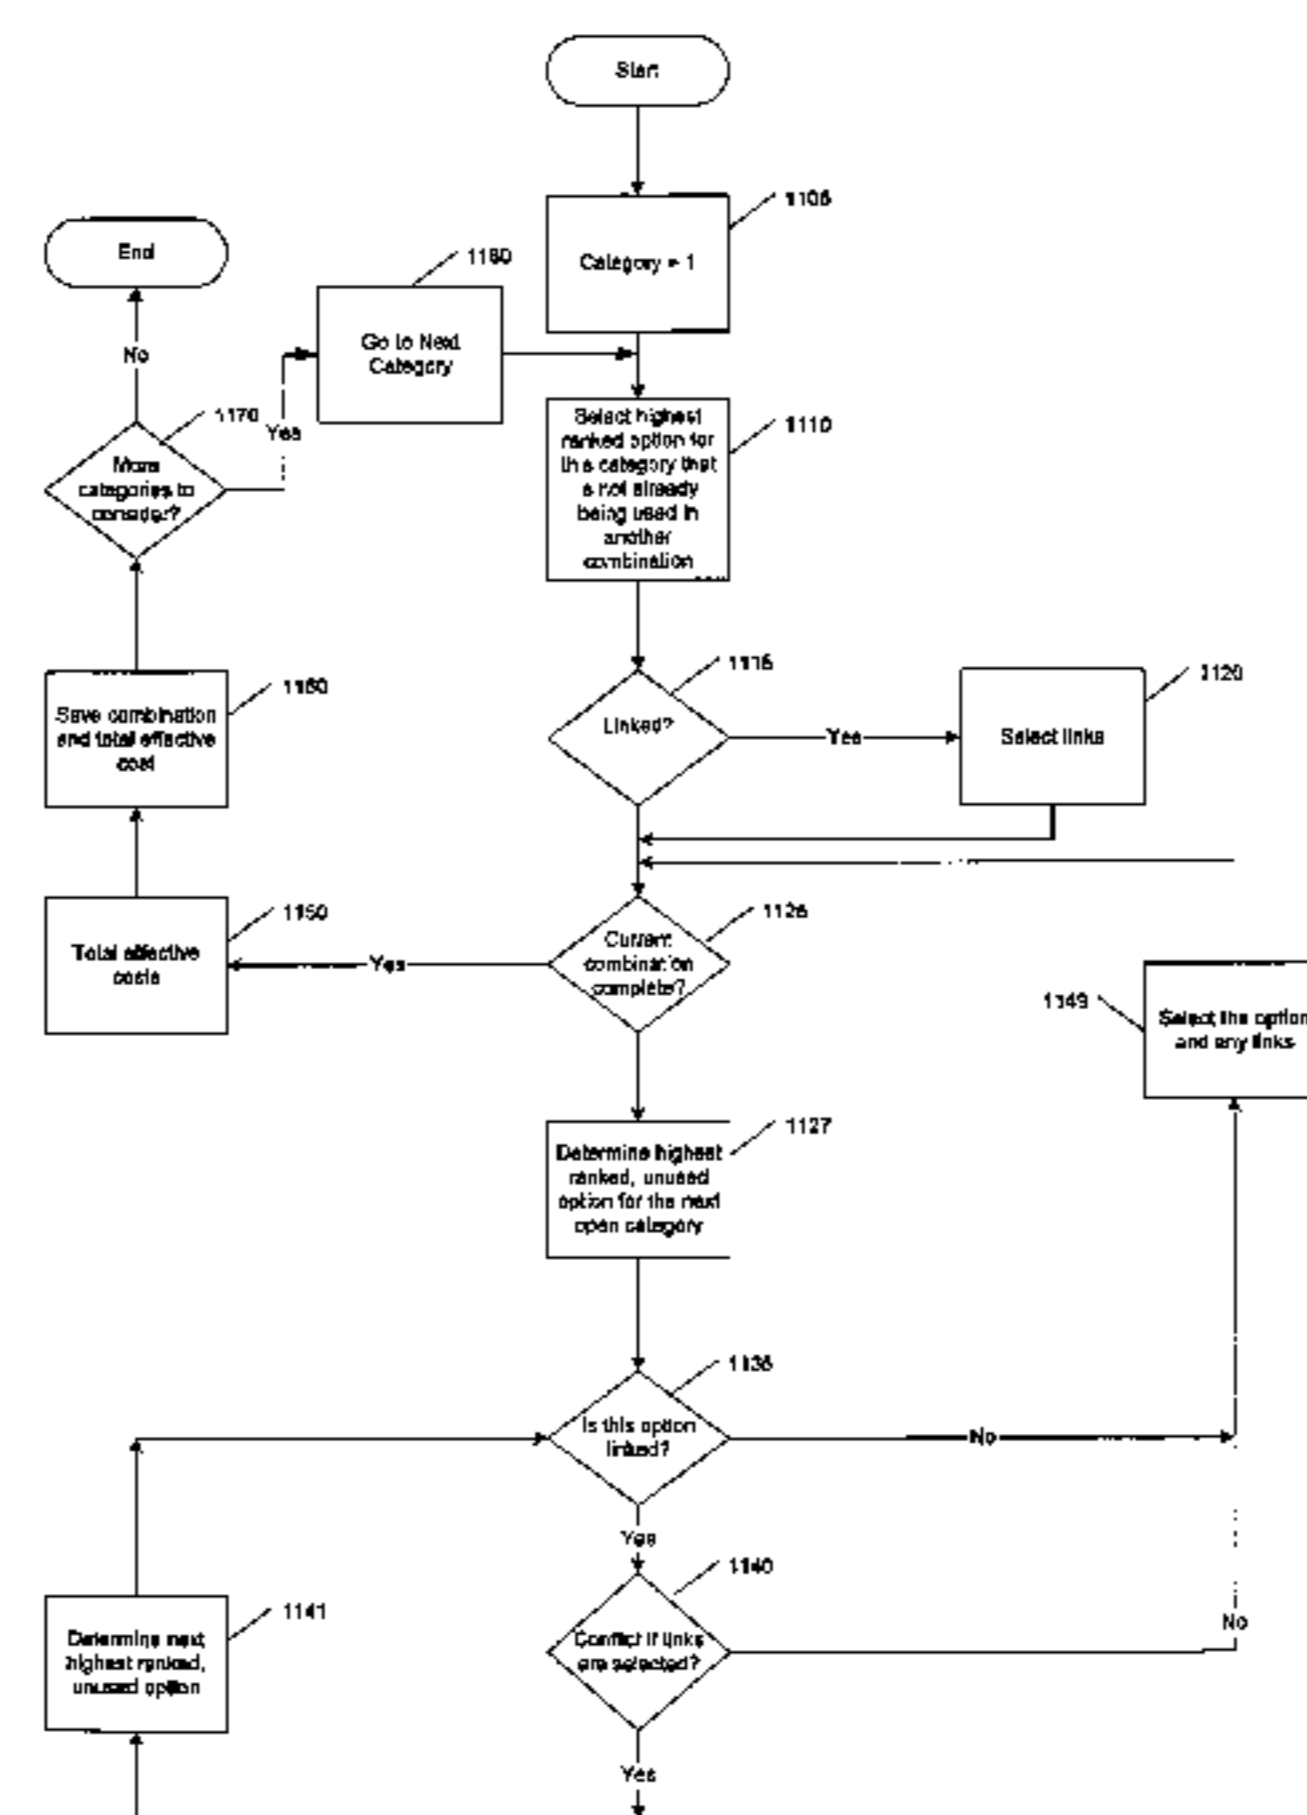 Start
1105
Category = 1
End
1180
Go to Next
Category
No
1170
Yes
More
categories to
consider?
Select highest
ranked option for
this category that
is not already
being used in
another
combination
1110
1115
Linked?
Yes
1120
Select links
1160
Save combination
and total effective
cost
1150
Total effective
costs
Yes
1126
Current
combination
complete?
1149
Select the option
and any links
1127
Determine highest
ranked, unused
option for the next
open category
1135
Is this option
linked?
No
Yes
1140
Conflict if links
are selected?
No
1141
Determine next
highest ranked,
unused option
Yes